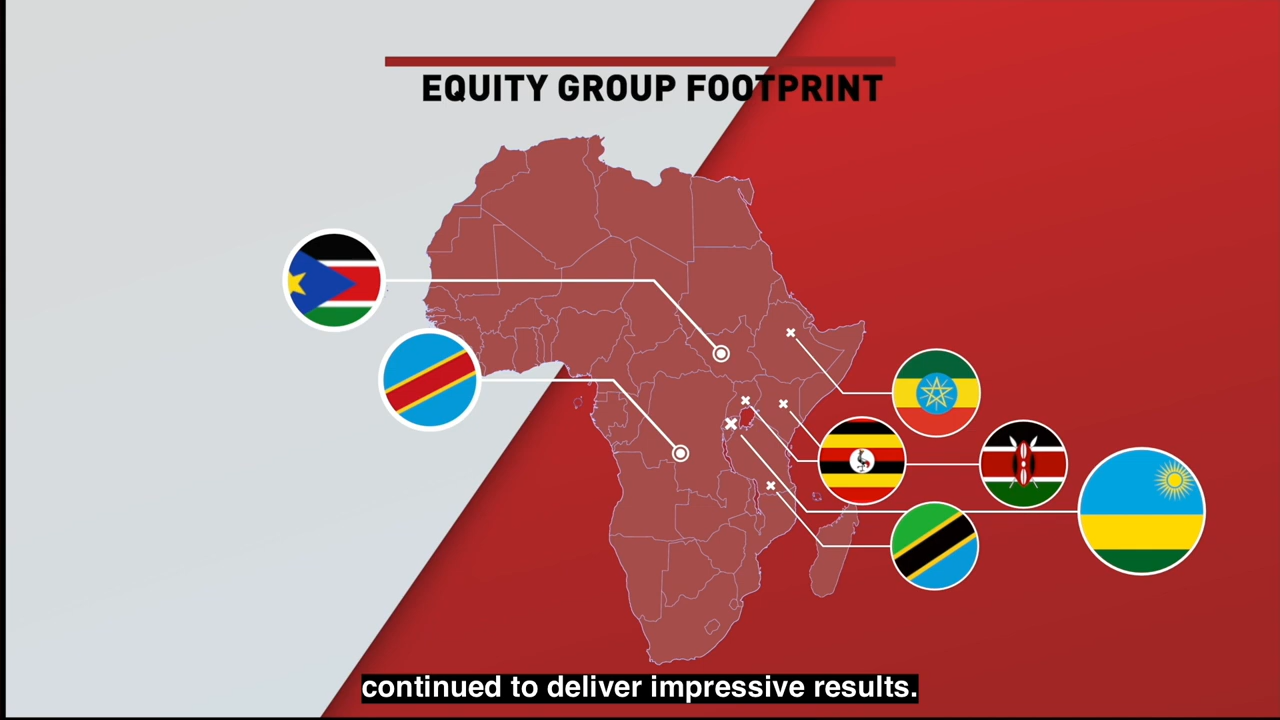 EQUITY GROUP FOOTPRINT
continued to deliver impressive results.